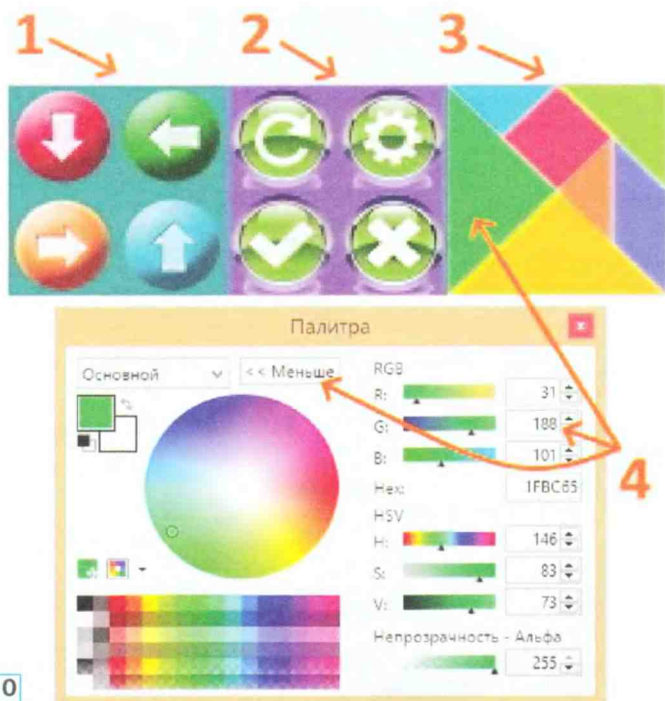 1 2 3
Палитра
Основной << Меньше RGB
R: 31
G: 188
B: 101
4
Hex: 1FBC65
HSV
H: 146
S: 83
V: 73
Непрозрачность - Альфа
255
0